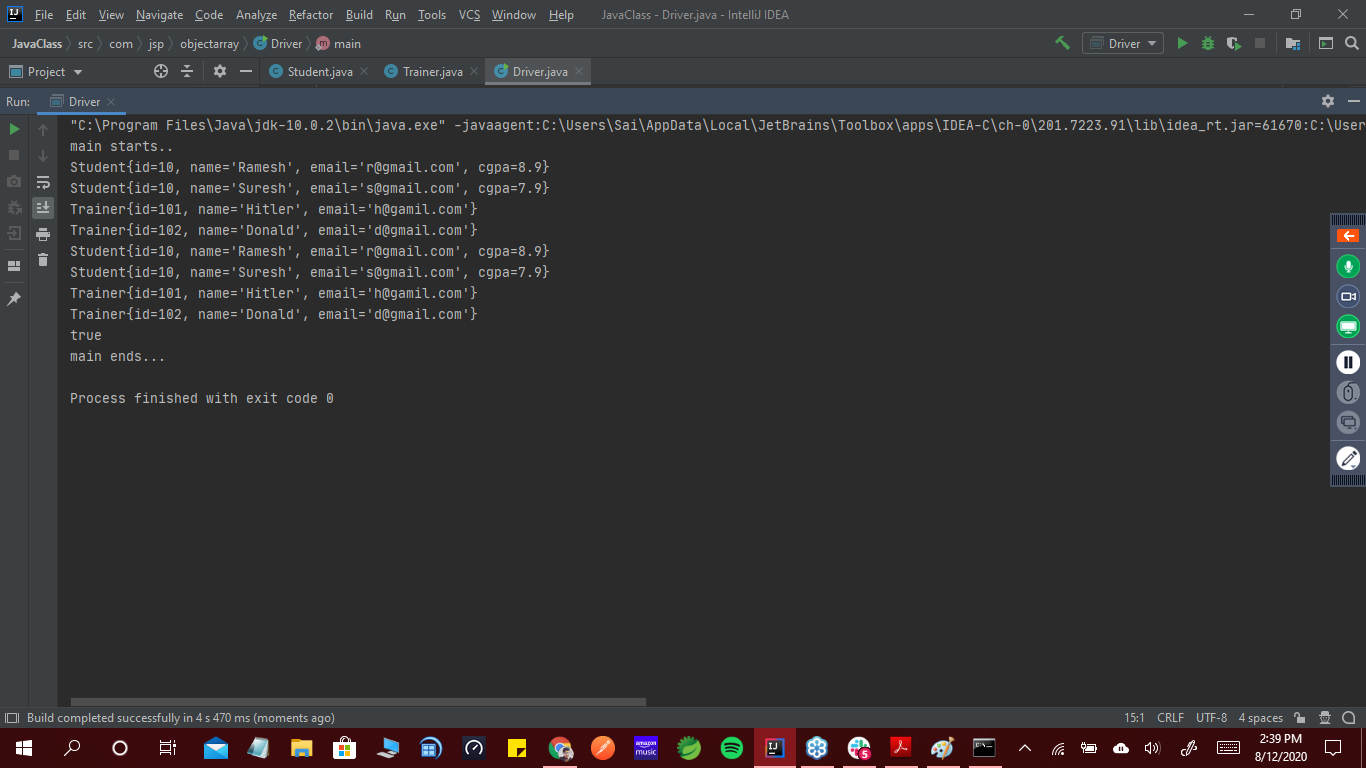 File Edit View Navigate Code Analyze Refactor Build Run Tools VCS Window Help JavaClass - Driver.java - IntelliJ IDEA
JavaClass src com jsp objectarray Driver main Driver
Project Student.java Trainer.java Driver.java
Run: Driver
"C:\Program Files\Java\jdk-10.0.2\bin\java.exe" -javaagent:C:\Users\Sai\AppData\Local\JetBrains\Toolbox\apps\IDEA-C\ch-0\201.7223.91\lib\idea_rt.jar=61670:C:\User
main starts..
Student{id=10, name='Ramesh', email='r@gmail.com', cgpa=8.9}
Student{id=10, name='Suresh', email='s@gmail.com', cgpa=7.9}
Trainer{id=101, name='Hitler', email='h@gamil.com'}
Trainer{id=102, name='Donald', email='d@gmail.com'}
Student{id=10, name='Ramesh', email='r@gmail.com', cgpa=8.9}
Student{id=10, name='Suresh', email='s@gmail.com', cgpa=7.9}
Trainer{id=101, name='Hitler', email='h@gamil.com'}
Trainer{id=102, name='Donald', email='d@gmail.com'}
true
main ends...
Process finished with exit code 0
Build completed successfully in 4 s 470 ms (moments ago) 15:1 CRLF UTF-8 4 spaces
amazon music
5
2:39 PM
8/12/2020